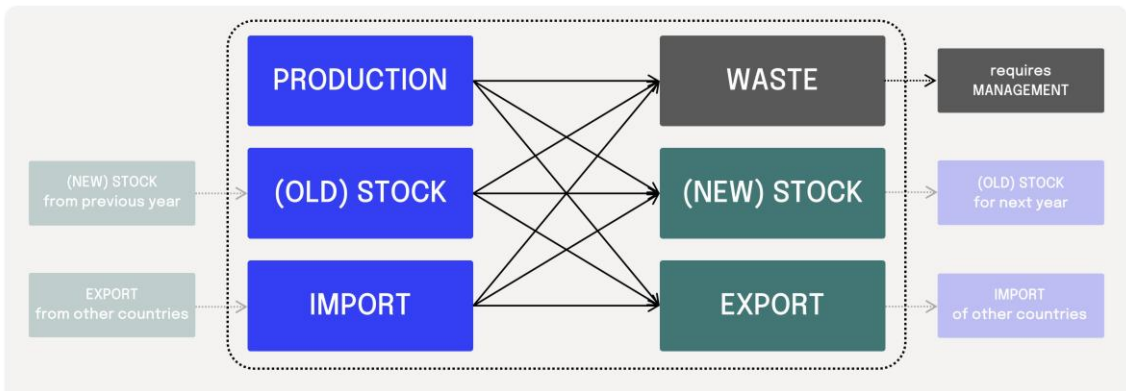 PRODUCTION
WASTE
requires
MANAGEMENT
(NEW) STOCK
from previous year
(OLD) STOCK
(NEW) STOCK
(OLD) STOCK
for next year
EXPORT
from other countries
IMPORT
EXPORT
IMPORT
of other countries